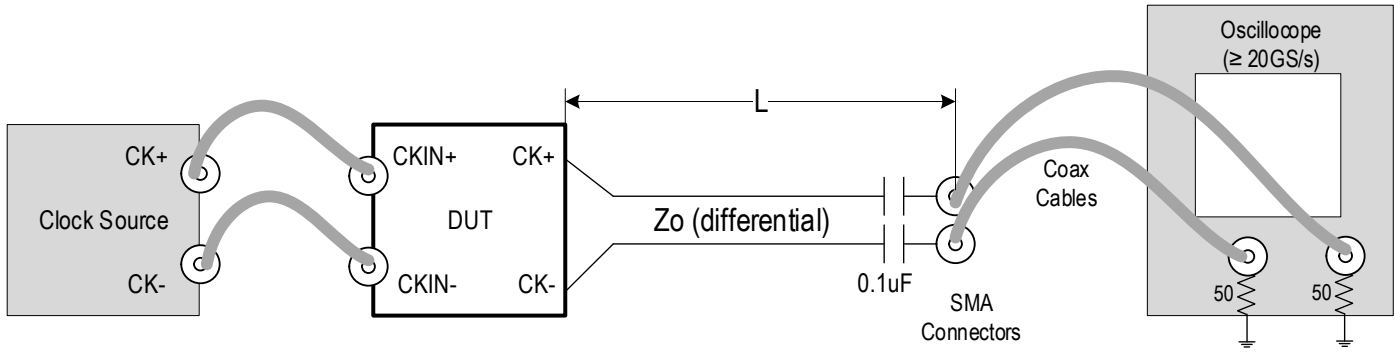 Oscillocope
(≥ 20GS/s)
L
CK+
CKIN+
CK+
Coax
Cables
Clock Source
DUT
Zo (differential)
CK-
CKIN-
CK-
0.1uF
50
50
SMA
Connectors